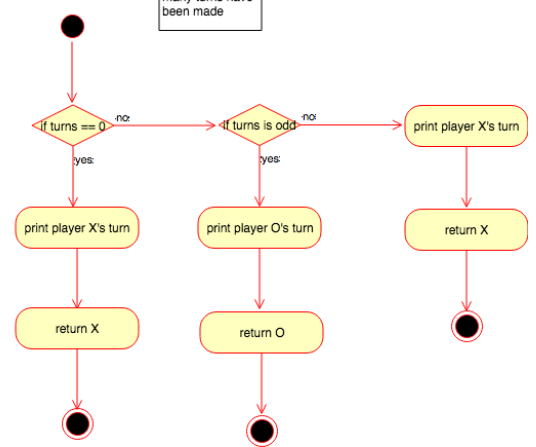 many turns have
been made
if turns == 0
no
if turns is odd
no
print player X's turn
yes
yes
print player X's turn
print player O's turn
return X
return X
return O